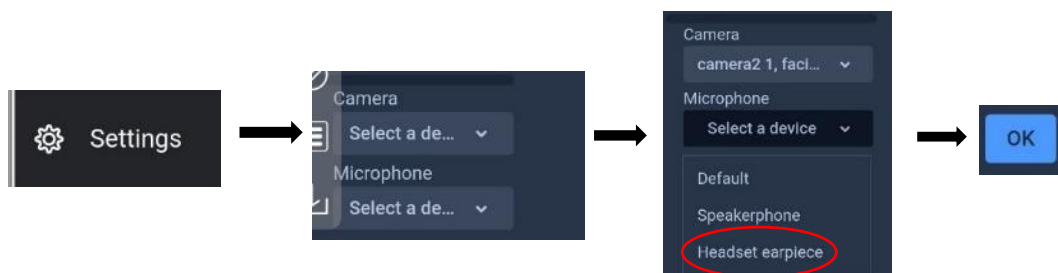 Settings
Camera
Select a de...
Microphone
Select a de...
Camera
camera2 1, faci...
Microphone
Select a device
Default
Speakerphone
Headset earpiece
OK